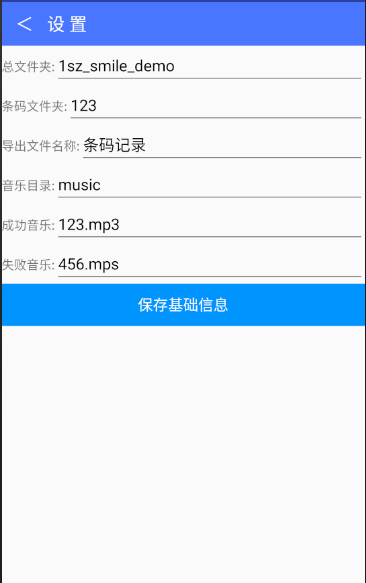 < 设 置
总文件夹: 1sz_smile_demo
条码文件夹: 123
导出文件名称: 条码记录
音乐目录: music
成功音乐: 123.mp3
失败音乐: 456.mps
保存基础信息